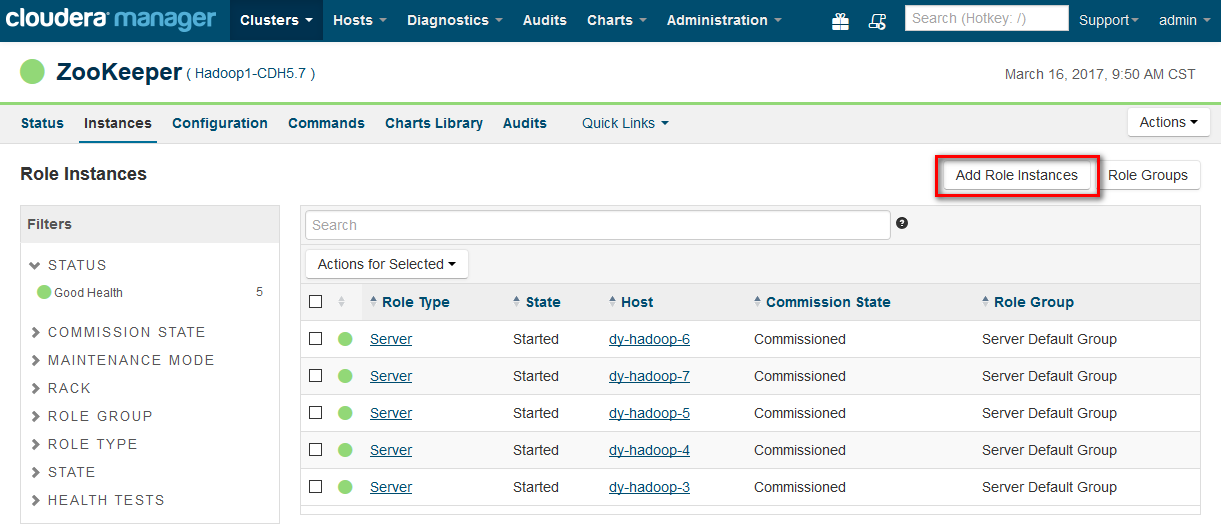 cloudera manager Clusters Hosts Diagnostics Audits Charts Administration Search (Hotkey: /) Support admin
ZooKeeper ( Hadoop1-CDH5.7 ) March 16, 2017, 9:50 AM CST
Status Instances Configuration Commands Charts Library Audits Quick Links Actions
Role Instances Add Role Instances Role Groups
Filters
STATUS
Good Health 5
COMMISSION STATE
MAINTENANCE MODE
RACK
ROLE GROUP
ROLE TYPE
STATE
HEALTH TESTS
Search ?
Actions for Selected
Role Type State Host Commission State Role Group
Server Started dy-hadoop-6 Commissioned Server Default Group
Server Started dy-hadoop-7 Commissioned Server Default Group
Server Started dy-hadoop-5 Commissioned Server Default Group
Server Started dy-hadoop-4 Commissioned Server Default Group
Server Started dy-hadoop-3 Commissioned Server Default Group